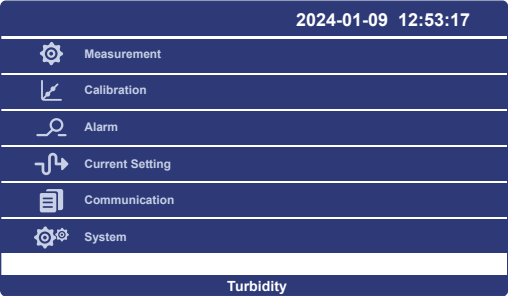 2024-01-09 12:53:17
Measurement
Calibration
Alarm
Current Setting
Communication
System
Turbidity